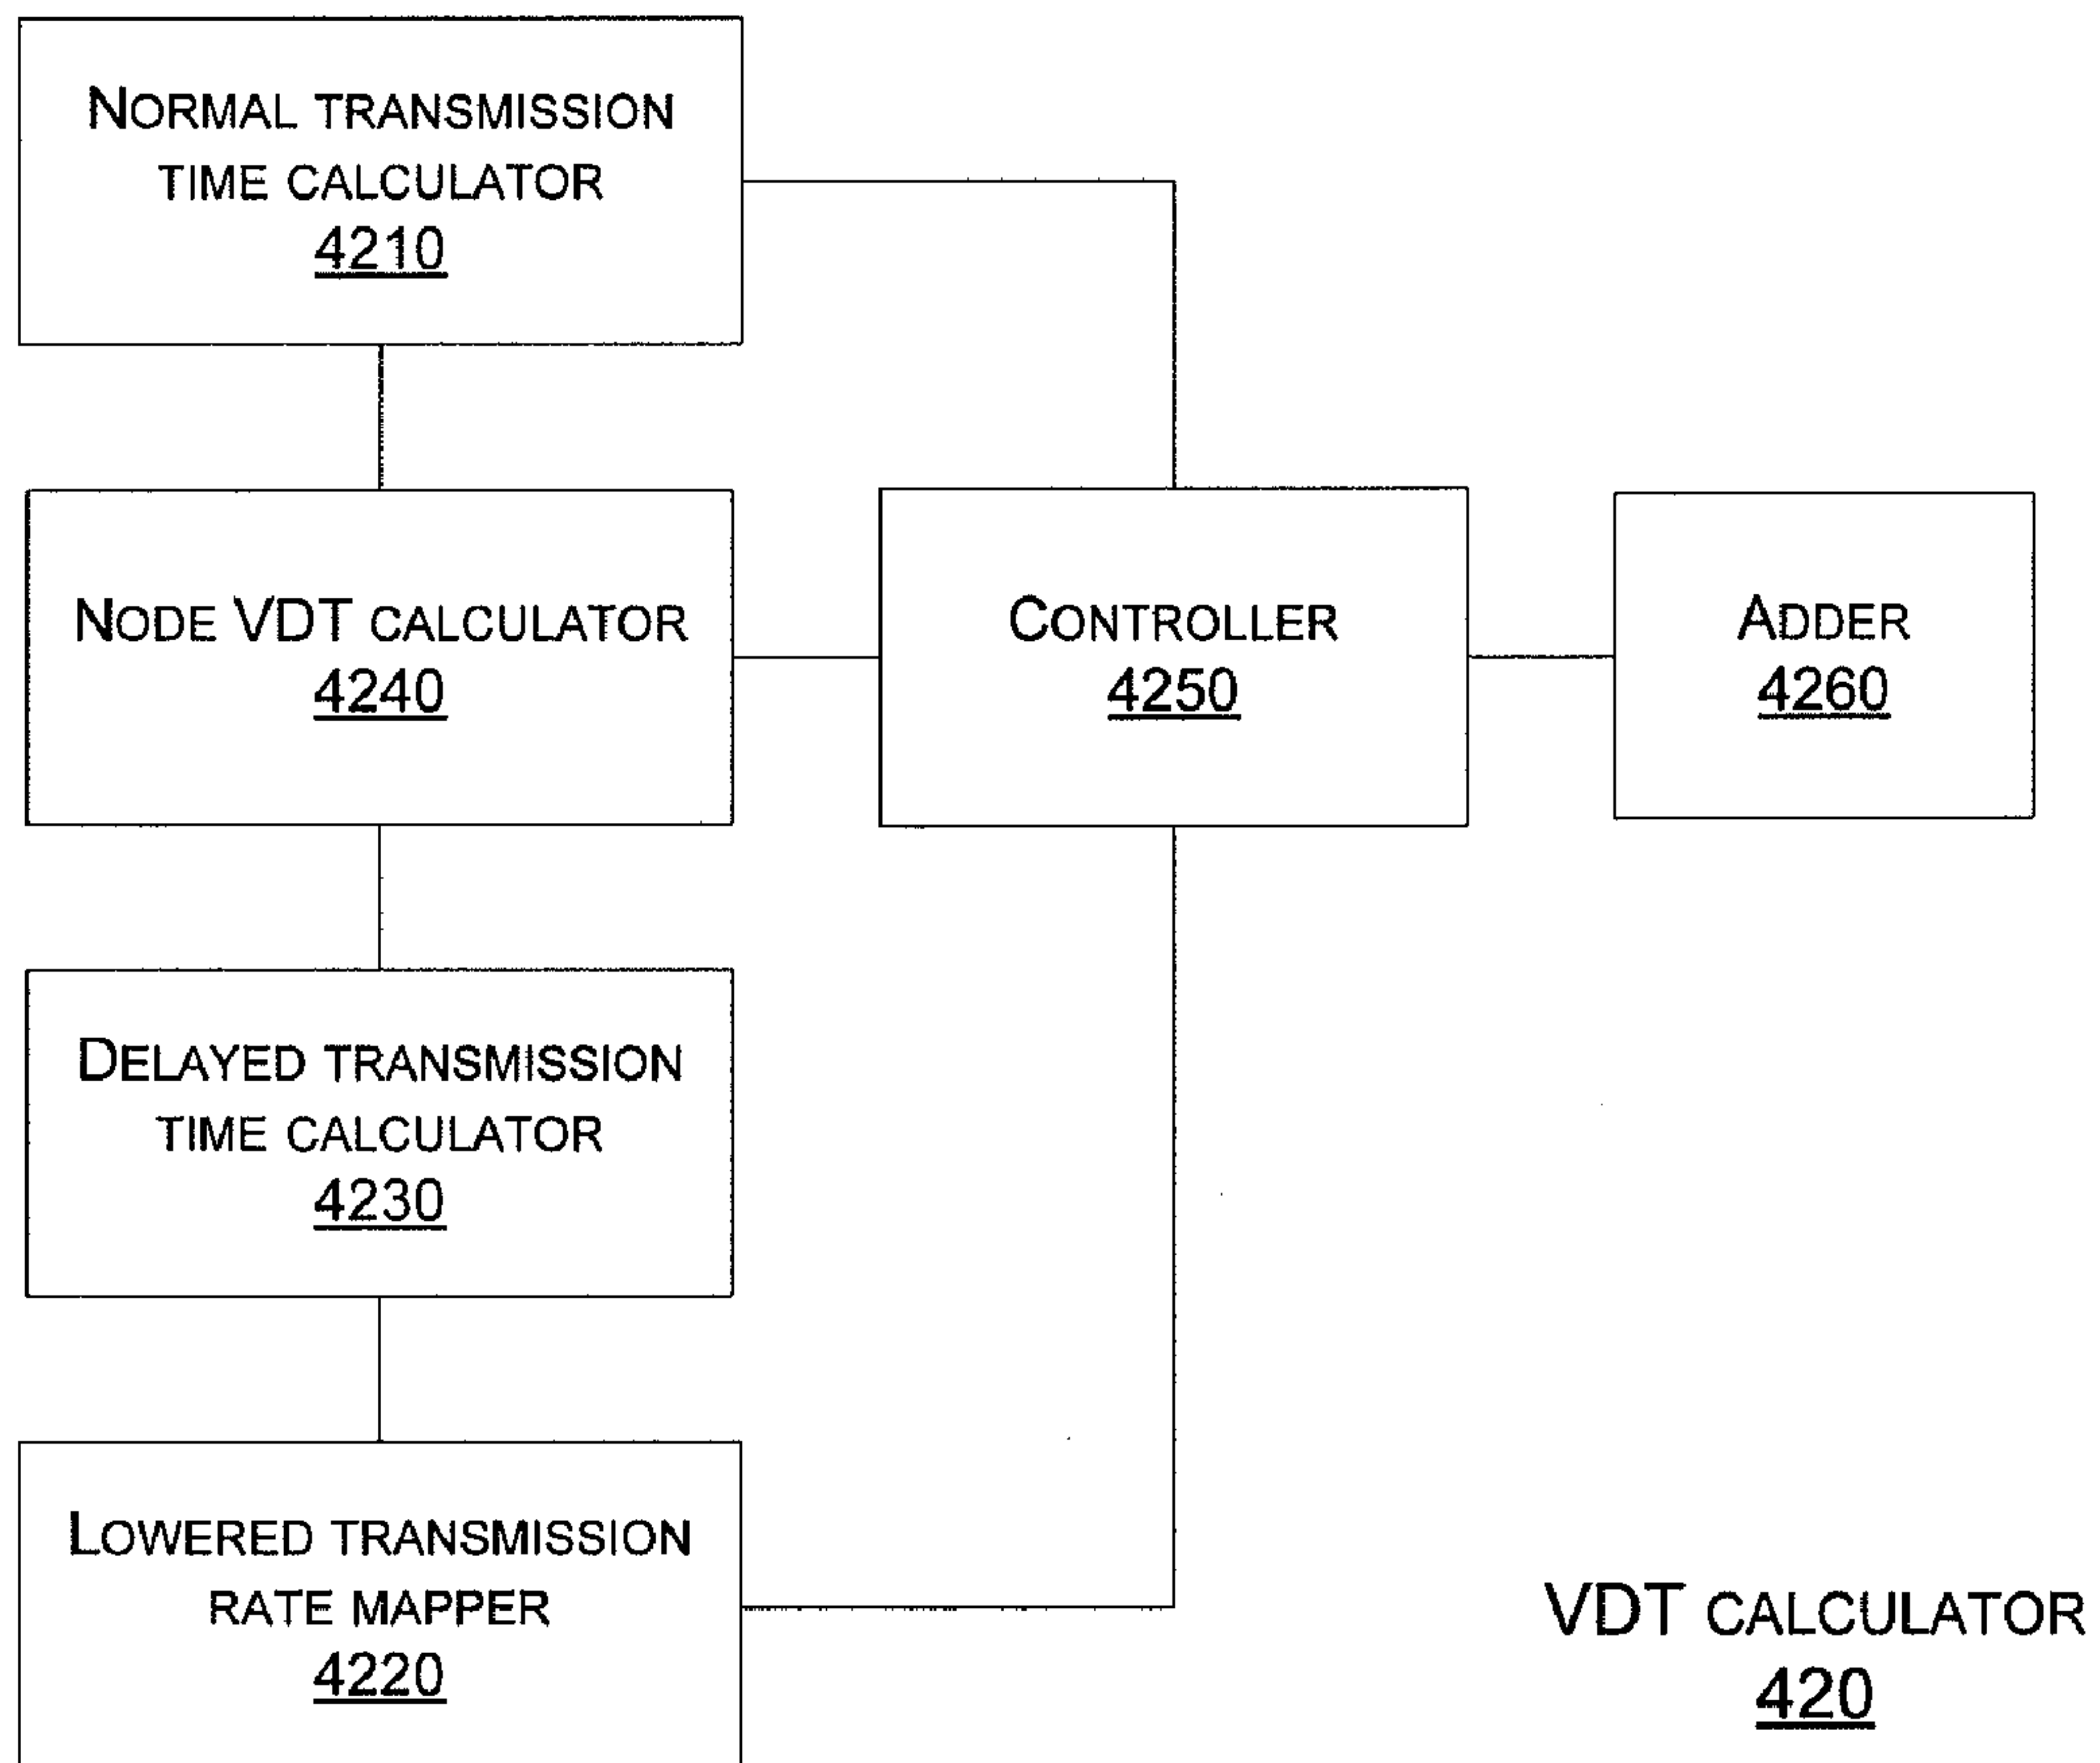 NORMAL TRANSMISSION
TIME CALCULATOR
4210
NODE VDT CALCULATOR
4240
CONTROLLER
4250
ADDER
4260
DELAYED TRANSMISSION
TIME CALCULATOR
4230
LOWERED TRANSMISSION
RATE MAPPER
4220
VDT CALCULATOR
420